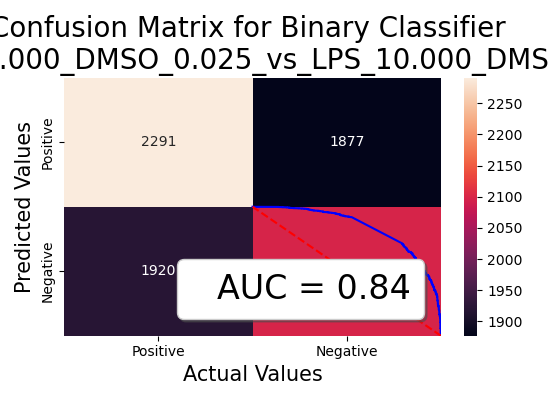 Confusion Matrix for Binary Classifier
.000_DMSO_0.025_vs_LPS_10.000_DMS
Predicted Values
Positive
Negative
2291
1877
1920
AUC = 0.84
Positive
Negative
Actual Values
2250
2200
2150
2100
2050
2000
1950
1900